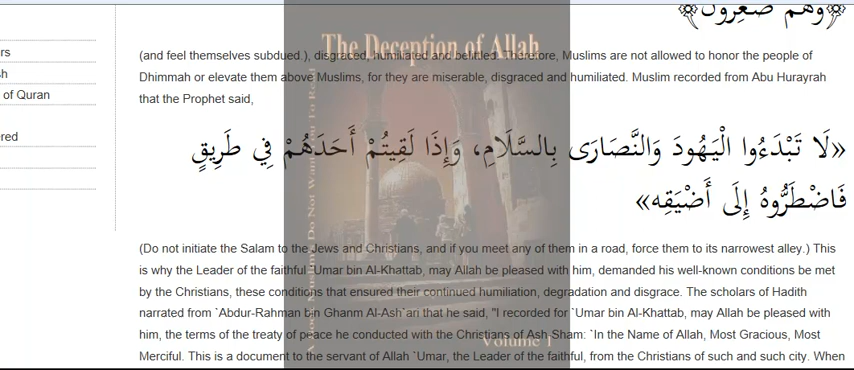 ﴿وَهُمْ صَـغِرُونَ﴾
(and feel themselves subdued.), disgraced, humiliated and belittled. Therefore, Muslims are not allowed to honor the people of
Dhimmah or elevate them above Muslims, for they are miserable, disgraced and humiliated. Muslim recorded from Abu Hurayrah
that the Prophet said,
«لَا تَبْدَءُوا الْيَهُودَ وَالنَّصَارَى بِالسَّلَامِ، وَإِذَا لَقِيتُمْ أَحَدَهُمْ فِي طَرِيقٍ
فَاضْطَرُّوهُ إِلَى أَضْيَقِه»
(Do not initiate the Salam to the Jews and Christians, and if you meet any of them in a road, force them to its narrowest alley.) This
is why the Leader of the faithful `Umar bin Al-Khattab, may Allah be pleased with him, demanded his well-known conditions be met
by the Christians, these conditions that ensured their continued humiliation, degradation and disgrace. The scholars of Hadith
narrated from `Abdur-Rahman bin Ghanm Al-Ash`ari that he said, "I recorded for `Umar bin Al-Khattab, may Allah be pleased with
him, the terms of the treaty of peace he conducted with the Christians of Ash-Sham: `In the Name of Allah, Most Gracious, Most
Merciful. This is a document to the servant of Allah `Umar, the Leader of the faithful, from the Christians of such and such city. When
rs
sh
of Quran
red
The Deception of Allah
A Book Muslims Do Not Want You To Read
Volume 1